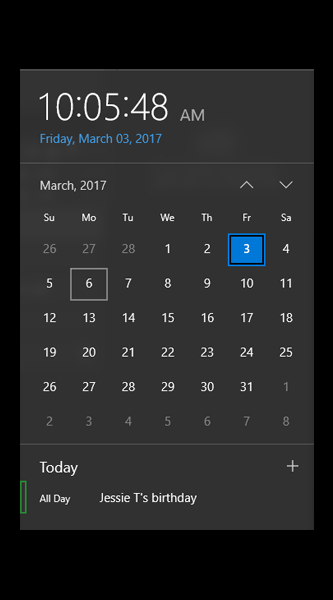 10:05:48 AM
Friday, March 03, 2017
March, 2017
Su Mo Tu We Th Fr Sa
26 27 28 1 2 3 4
5 6 7 8 9 10 11
12 13 14 15 16 17 18
19 20 21 22 23 24 25
26 27 28 29 30 31 1
2 3 4 5 6 7 8
Today
All Day Jessie T's birthday